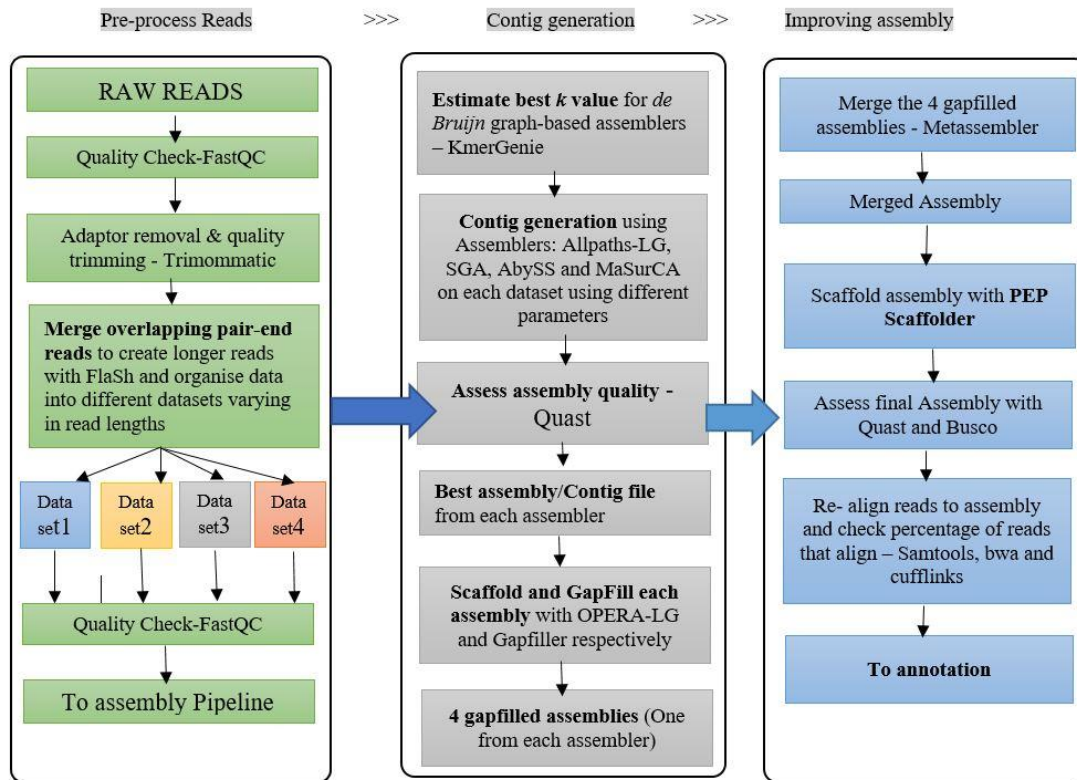 Pre-process Reads >>> Contig generation >>> Improving assembly
RAW READS
Quality Check-FastQC
Adaptor removal & quality
trimming - Trimommatic
Merge overlapping pair-end
reads to create longer reads
with FlaSh and organise data
into different datasets varying
in read lengths
Data
set1
Data
set2
Data
set3
Data
set4
Quality Check-FastQC
To assembly Pipeline
Estimate best k value for de
Bruijn graph-based assemblers
– KmerGenie
Contig generation using
Assemblers: Allpaths-LG,
SGA, AbySS and MaSurCA
on each dataset using different
parameters
Assess assembly quality -
Quast
Best assembly/Contig file
from each assembler
Scaffold and GapFill each
assembly with OPERA-LG
and Gapfiller respectively
4 gapfilled assemblies (One
from each assembler)
Merge the 4 gapfilled
assemblies - Metassembler
Merged Assembly
Scaffold assembly with PEP
Scaffolder
Assess final Assembly with
Quast and Busco
Re- align reads to assembly
and check percentage of reads
that align – Samtools, bwa and
cufflinks
To annotation